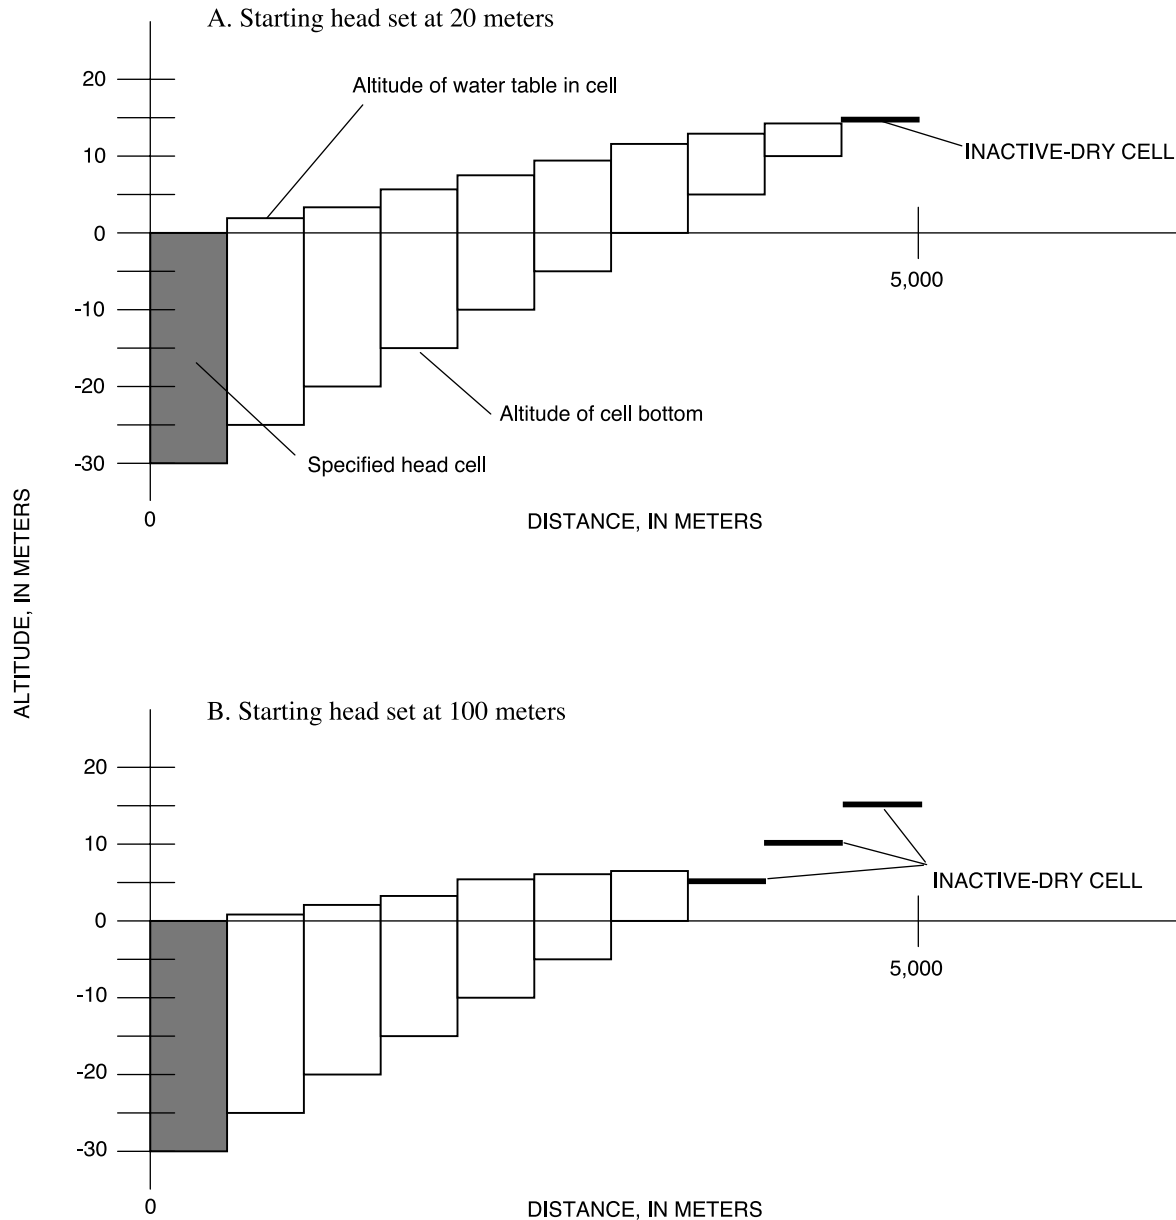 A. Starting head set at 20 meters
Altitude of water table in cell
20
10
0
-10
-20
-30
INACTIVE-DRY CELL
5,000
Altitude of cell bottom
Specified head cell
0
DISTANCE, IN METERS
ALTITUDE, IN METERS
B. Starting head set at 100 meters
20
10
0
-10
-20
-30
INACTIVE-DRY CELL
5,000
0
DISTANCE, IN METERS